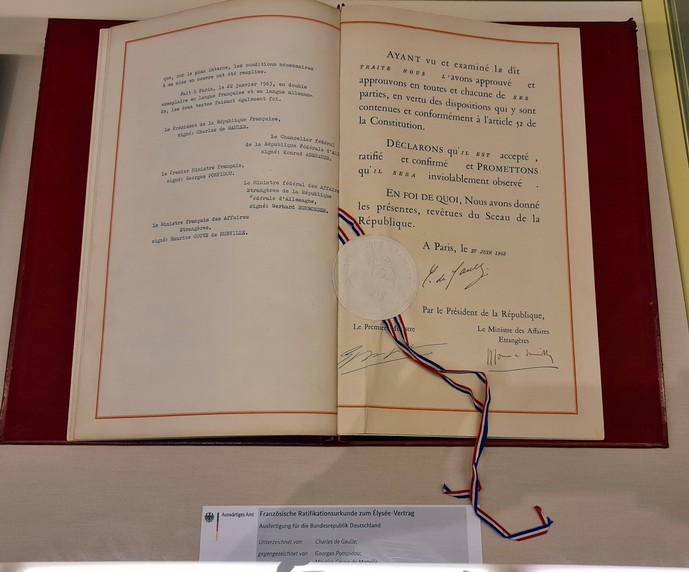 que, sur le plan interne, les conditions nécessaires
à sa mise en oeuvre ont été remplies.
Fait à Paris, le 22 janvier 1963, en double
exemplaire en langue française et en langue allemande,
les deux textes faisant également foi.
Le Président de la République Française,
signé: Charles de GAULLE.
Le Chancelier fédéral
de la République Fédérale d'All
signé: Konrad ADENAUER.
Le Premier Ministre français,
signé: Georges POMPIDOU.
Le Ministre fédéral des Affaires
Etrangères de la République
Fédérale d'Allemagne,
signé: Gerhard SCHROEDER.
Le Ministre français des Affaires
Etrangères,
signé: Maurice COUVE de MURVILLE.
AYANT vu et examiné le dit
TRAITE NOUS L'avons approuvé et
approuvons en toutes et chacune de SES
parties, en vertu des dispositions qui y sont
contenues et conformément à l'article 52 de
la Constitution.
DÉCLARONS qu'IL EST accepté,
ratifié et confirmé et PROMETTONS
qu'IL SERA inviolablement observé.
EN FOI DE QUOI, Nous avons donné
les présentes, revêtues du Sceau de la
République.
A Paris, le JUIN 1963
C. de Gaulle
Par le Président de la République,
Le Premier Ministre
Le Ministre des Affaires
Etrangères
Auswärtiges Amt
Französische Ratifikationsurkunde zum Élysée-Vertrag
Ausfertigung für die Bundesrepublik Deutschland
Unterzeichnet von Charles de Gaulle;
gegengezeichnet von Georges Pompidou;